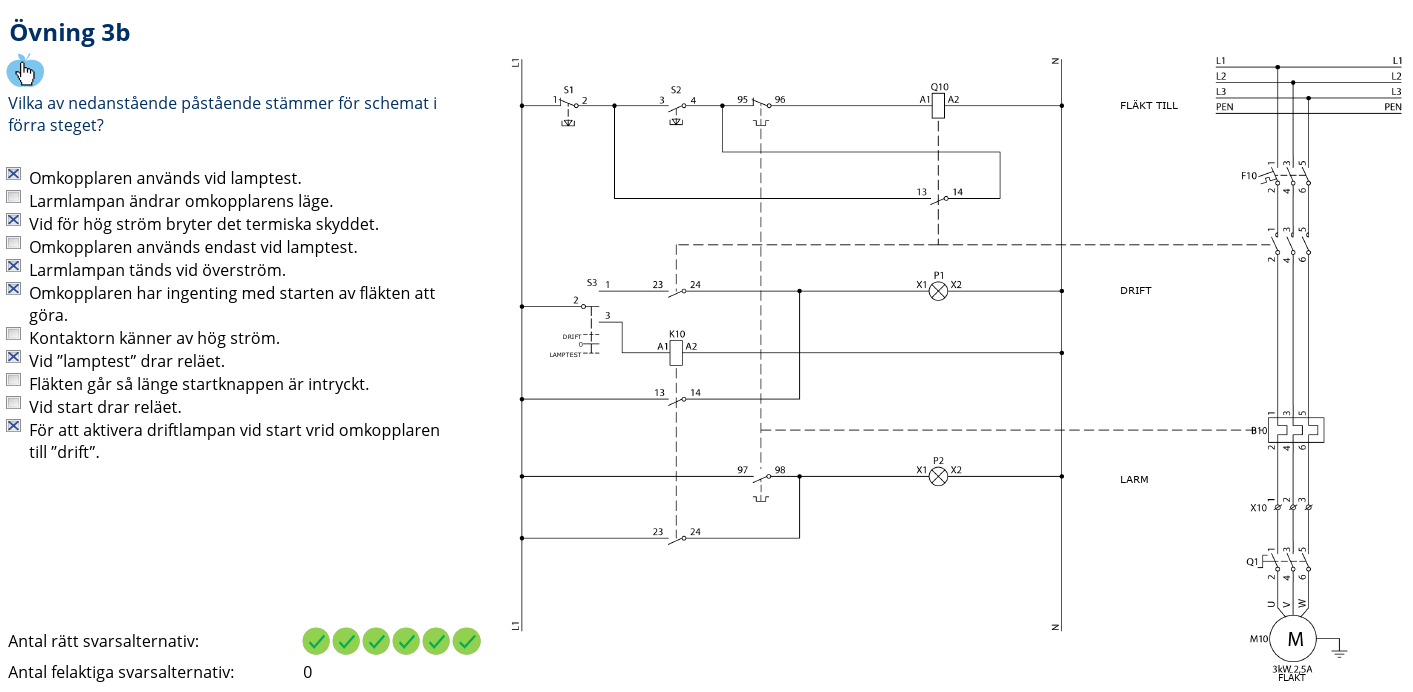 Övning 3b
Vilka av nedanstående påstående stämmer för schemat i
förra steget?
Omkopplaren används vid lamptest.
Larmlampan ändrar omkopplarens läge.
Vid för hög ström bryter det termiska skyddet.
Omkopplaren används endast vid lamptest.
Larmlampan tänds vid överström.
Omkopplaren har ingenting med starten av fläkten att
göra.
Kontaktorn känner av hög ström.
Vid ”lamptest” drar reläet.
Fläkten går så länge startknappen är intryckt.
Vid start drar reläet.
För att aktivera driftlampan vid start vrid omkopplaren
till ”drift”.
Antal rätt svarsalternativ:
Antal felaktiga svarsalternativ: 0
L1 N
S1 S2 Q10
1 2 3 4 95 96 A1 A2 FLÄKT TILL
13 14
S3 1 23 24 P1
2 X1 X2 DRIFT
3
DRIFT
0
LAMPTEST
K10
A1 A2
13 14
P2
97 98 X1 X2 LARM
23 24
L1 N
L1 L1
L2 L2
L3 L3
PEN PEN
1 3 5
F10
2 4 6
1 3 5
2 4 6
1 3 5
B10
2 4 6
1 2 3
X10
1 3 5
Q1
2 4 6
U V W
M10 M
3kW 2,5A
FLÄKT